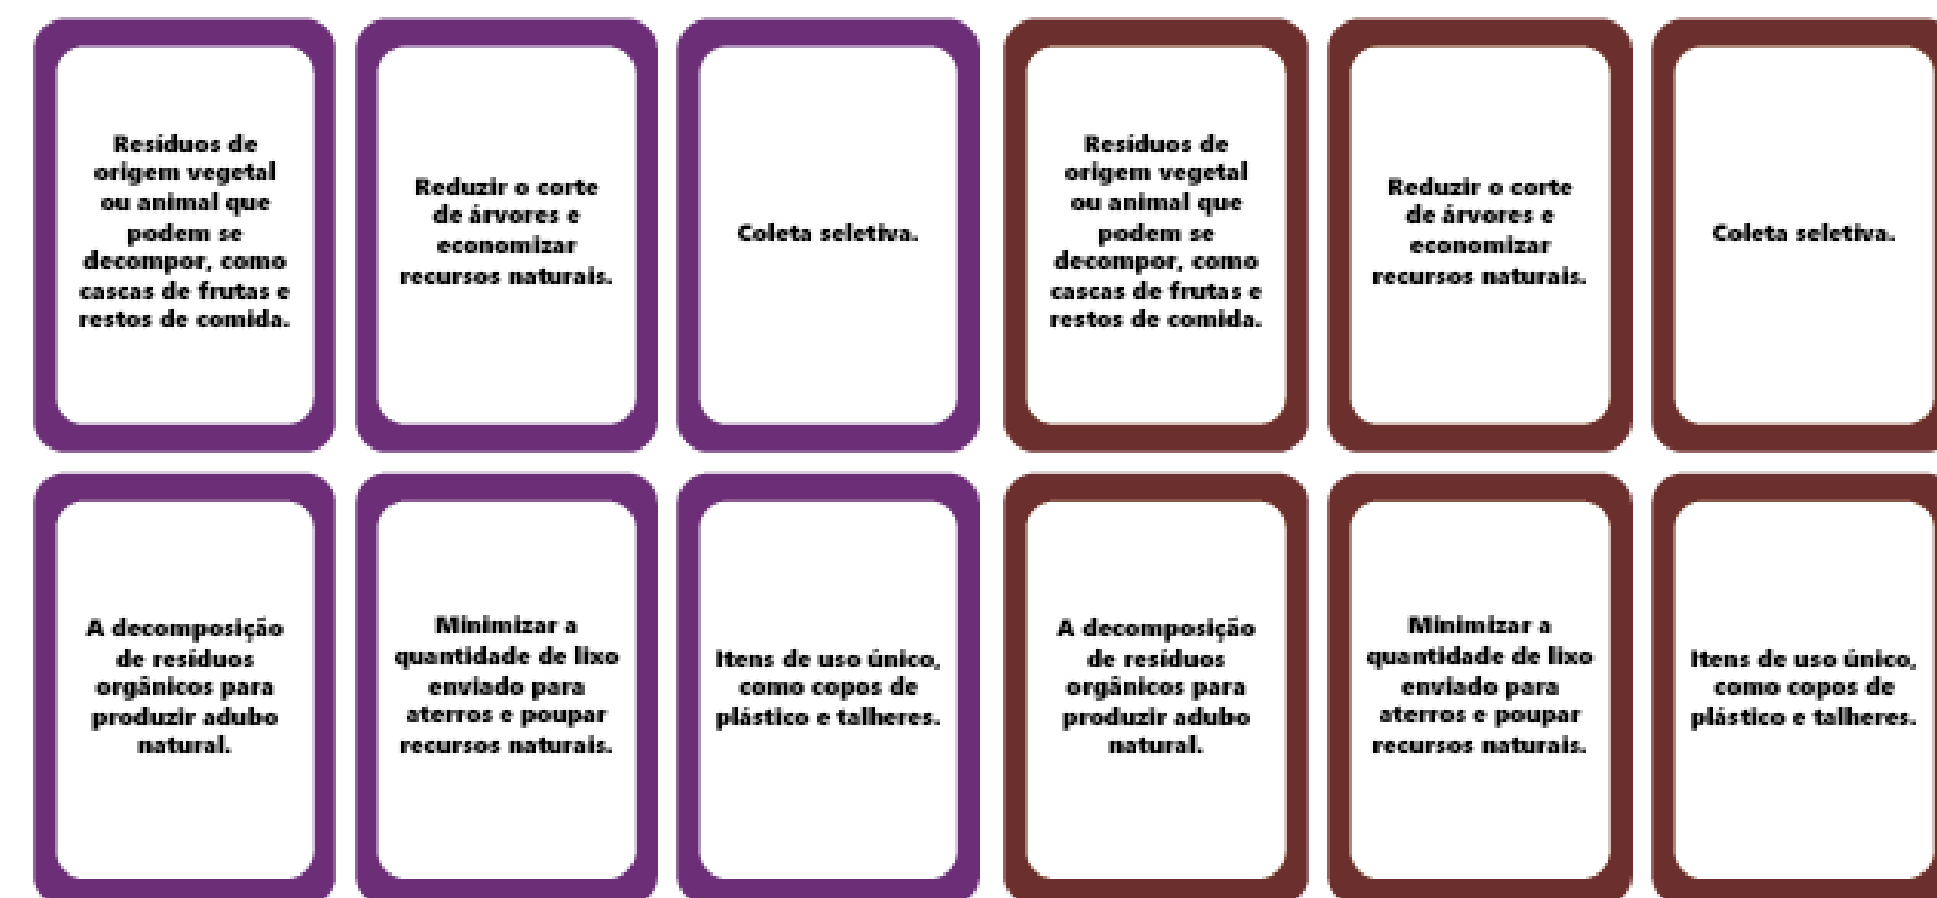 Resíduos de
origem vegetal
ou animal que
podem se
decompor, como
cascas de frutas e
restos de comida.
Reduzir o corte
de árvores e
economizar
recursos naturais.
Coleta seletiva.
Resíduos de
origem vegetal
ou animal que
podem se
decompor, como
cascas de frutas e
restos de comida.
Reduzir o corte
de árvores e
economizar
recursos naturais.
Coleta seletiva.
A decomposição
de resíduos
orgânicos para
produzir adubo
natural.
Minimizar a
quantidade de lixo
enviado para
aterros e poupar
recursos naturais.
Itens de uso único,
como copos de
plástico e talheres.
A decomposição
de resíduos
orgânicos para
produzir adubo
natural.
Minimizar a
quantidade de lixo
enviado para
aterros e poupar
recursos naturais.
Itens de uso único,
como copos de
plástico e talheres.